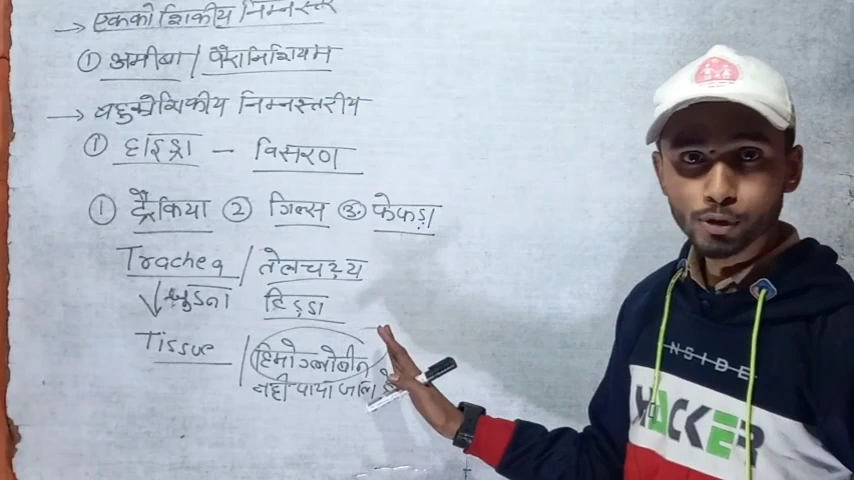 → एककोशिकीय निम्नस्तर
① अमीबा / पैरामिशियम
→ बहुकोशिकीय निम्नस्तरीय
① हाइड्रा – विसरण
① ट्रैकिया ② गिल्स ③. फेफड़ा
Trachea / तेलचट्य
↓ जुडना टिड्डा
Tissue / हिमोग्लोबीन
नही पाया जाता है
INSIDE
HACKER